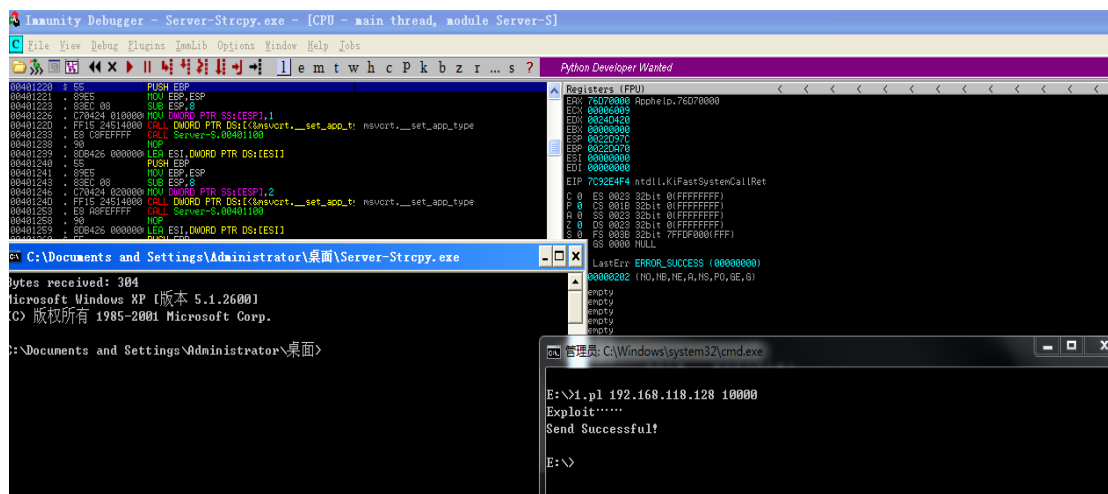 Immunity Debugger - Server-Strcpy.exe - [CPU - main thread, module Server-S]
C File View Debug Plugins ImmLib Options Window Help Jobs
l e m t w h c P k b z r ... s ?
Python Developer Wanted
00401220 $ 55 PUSH EBP
00401221 . 89E5 MOV EBP,ESP
00401223 . 83EC 08 SUB ESP,8
00401226 . C70424 010000 MOV DWORD PTR SS:[ESP],1
0040122D . FF15 24514000 CALL DWORD PTR DS:[<&msvcrt.__set_app_t: msvcrt.__set_app_type
00401233 . E8 C8FEFFFF CALL Server-S.00401100
00401238 . 90 NOP
00401239 . 8DB426 000000 LEA ESI,DWORD PTR DS:[ESI]
00401240 . 55 PUSH EBP
00401241 . 89E5 MOV EBP,ESP
00401243 . 83EC 08 SUB ESP,8
00401246 . C70424 020000 MOV DWORD PTR SS:[ESP],2
0040124D . FF15 24514000 CALL DWORD PTR DS:[<&msvcrt.__set_app_t: msvcrt.__set_app_type
00401253 . E8 A8FEFFFF CALL Server-S.00401100
00401258 . 90 NOP
00401259 . 8DB426 000000 LEA ESI,DWORD PTR DS:[ESI]
Registers (FPU) < < < < < < < < < < < <
EAX 76D70000 Apphelp.76D70000
ECX 00006009
EDX 0024D420
EBX 00000000
ESP 0022D97C
EBP 0022DA70
ESI 00000000
EDI 00000000
EIP 7C92E4F4 ntdll.KiFastSystemCallRet
C 0 ES 0023 32bit 0(FFFFFFFF)
P 0 CS 001B 32bit 0(FFFFFFFF)
A 0 SS 0023 32bit 0(FFFFFFFF)
Z 0 DS 0023 32bit 0(FFFFFFFF)
S 0 FS 003B 32bit 7FFDF000(FFF)
GS 0000 NULL
LastErr ERROR_SUCCESS (00000000)
00000202 (NO,NB,NE,A,NS,PO,GE,G)
empty
empty
empty
empty
empty
C:\Documents and Settings\Administrator\桌面\Server-Strcpy.exe
Bytes received: 304
Microsoft Windows XP [版本 5.1.2600]
(C) 版权所有 1985-2001 Microsoft Corp.
C:\Documents and Settings\Administrator\桌面>
管理员: C:\Windows\system32\cmd.exe
E:\>1.pl 192.168.118.128 10000
Exploit……
Send Successful!
E:\>